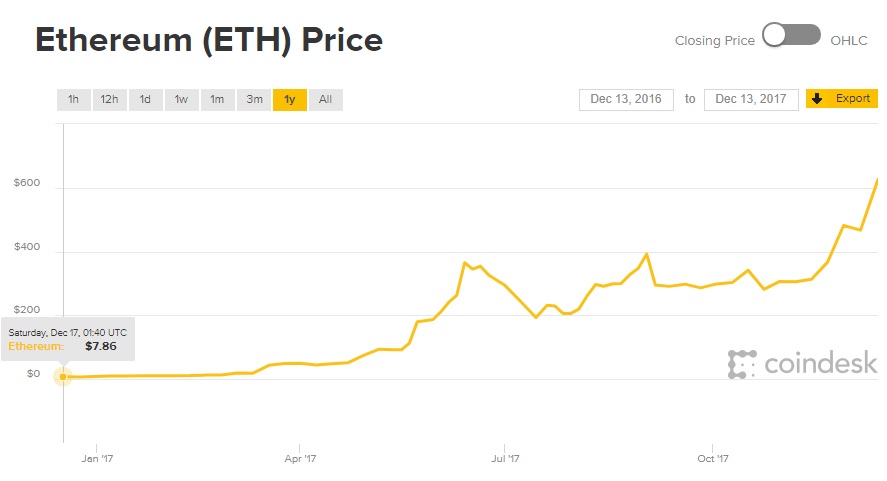 Ethereum (ETH) Price
Closing Price OHLC
1h 12h 1d 1w 1m 3m 1y All
Dec 13, 2016 to Dec 13, 2017 Export
$600
$400
$200
Saturday, Dec 17, 01:40 UTC
Ethereum: $7.86
$0
coindesk
Jan '17 Apr '17 Jul '17 Oct '17